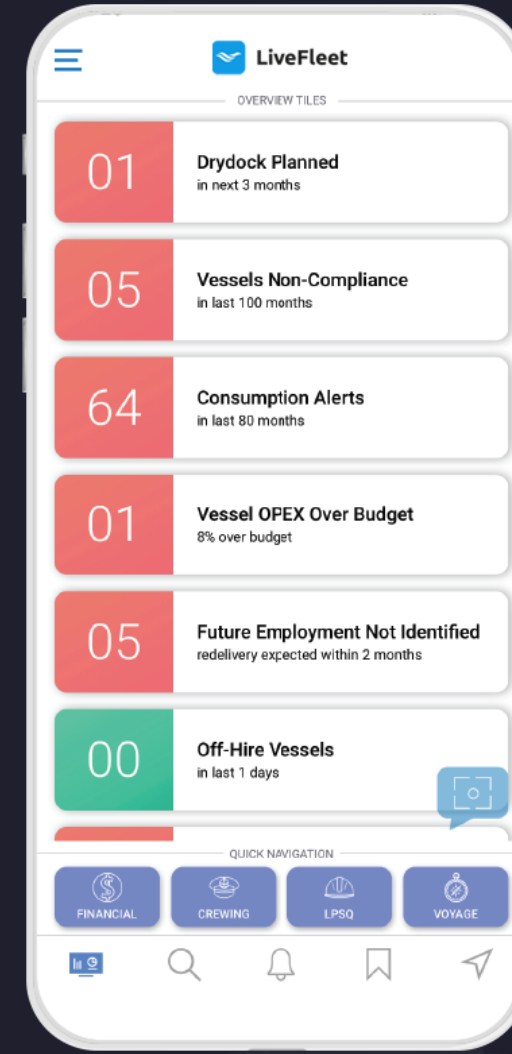 LiveFleet
OVERVIEW TILES
01
Drydock Planned
in next 3 months
05
Vessels Non-Compliance
in last 100 months
64
Consumption Alerts
in last 80 months
01
Vessel OPEX Over Budget
8% over budget
05
Future Employment Not Identified
redelivery expected within 2 months
00
Off-Hire Vessels
in last 1 days
QUICK NAVIGATION
FINANCIAL
CREWING
LPSQ
VOYAGE